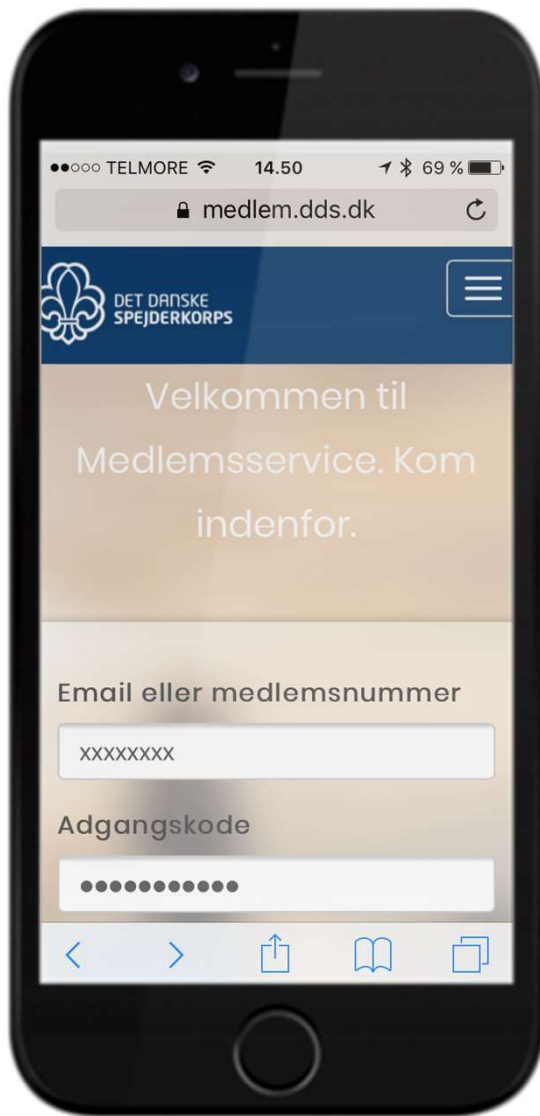 ●●○○○ TELMORE 14.50 69 %
medlem.dds.dk
DET DANSKE
SPEJDERKORPS
Velkommen til
Medlemsservice. Kom
indenfor.
Email eller medlemsnummer
xxxxxxxx
Adgangskode
●●●●●●●●●●●